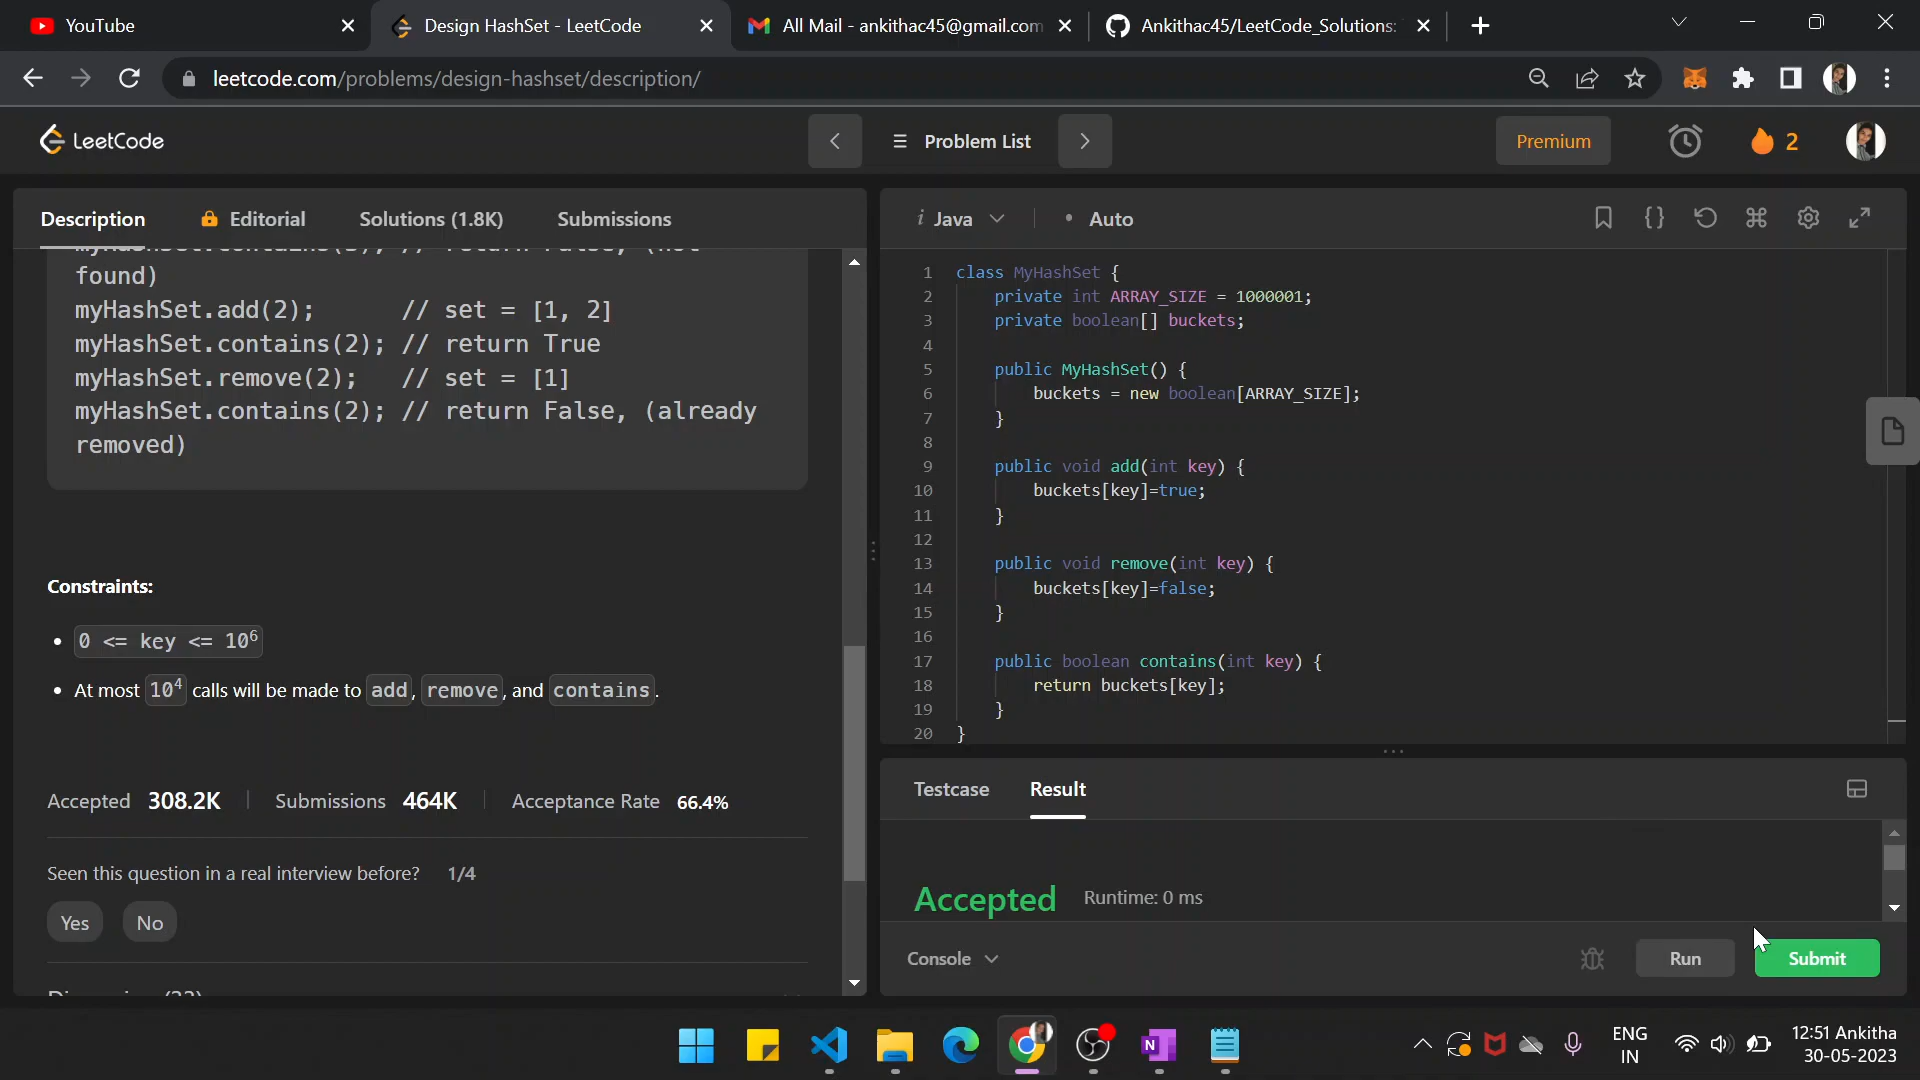 YouTube
Design HashSet - LeetCode
All Mail - ankithac45@gmail.com
Ankithac45/LeetCode_Solutions:
leetcode.com/problems/design-hashset/description/
LeetCode
Problem List
Premium
2
Description
Editorial
Solutions (1.8K)
Submissions
found)
myHashSet.add(2);      // set = [1, 2]
myHashSet.contains(2); // return True
myHashSet.remove(2);   // set = [1]
myHashSet.contains(2); // return False, (already
removed)
Constraints:
• 0 <= key <= 10⁶
• At most 10⁴ calls will be made to add, remove, and contains.
Accepted 308.2K
Submissions 464K
Acceptance Rate 66.4%
Seen this question in a real interview before? 1/4
Yes
No
i Java
• Auto
1 class MyHashSet {
2     private int ARRAY_SIZE = 1000001;
3     private boolean[] buckets;
4
5     public MyHashSet() {
6         buckets = new boolean[ARRAY_SIZE];
7     }
8
9     public void add(int key) {
10         buckets[key]=true;
11     }
12
13     public void remove(int key) {
14         buckets[key]=false;
15     }
16
17     public boolean contains(int key) {
18         return buckets[key];
19     }
20 }
Testcase
Result
Accepted Runtime: 0 ms
Console
Run
Submit
ENG
IN
12:51 Ankitha
30-05-2023